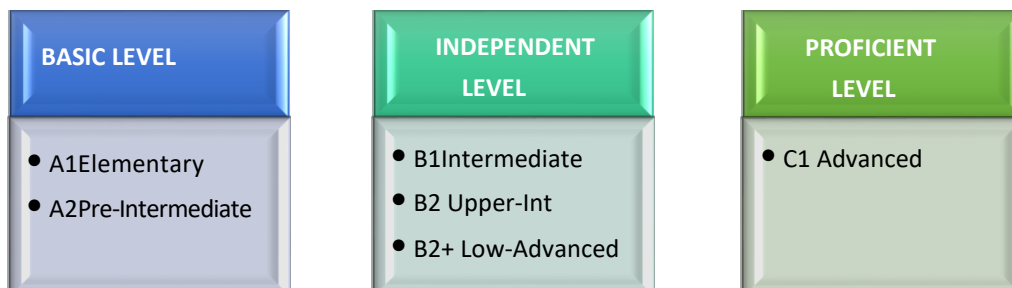 BASIC LEVEL
• A1Elementary
• A2Pre-Intermediate
INDEPENDENT
LEVEL
• B1Intermediate
• B2 Upper-Int
• B2+ Low-Advanced
PROFICIENT
LEVEL
• C1 Advanced